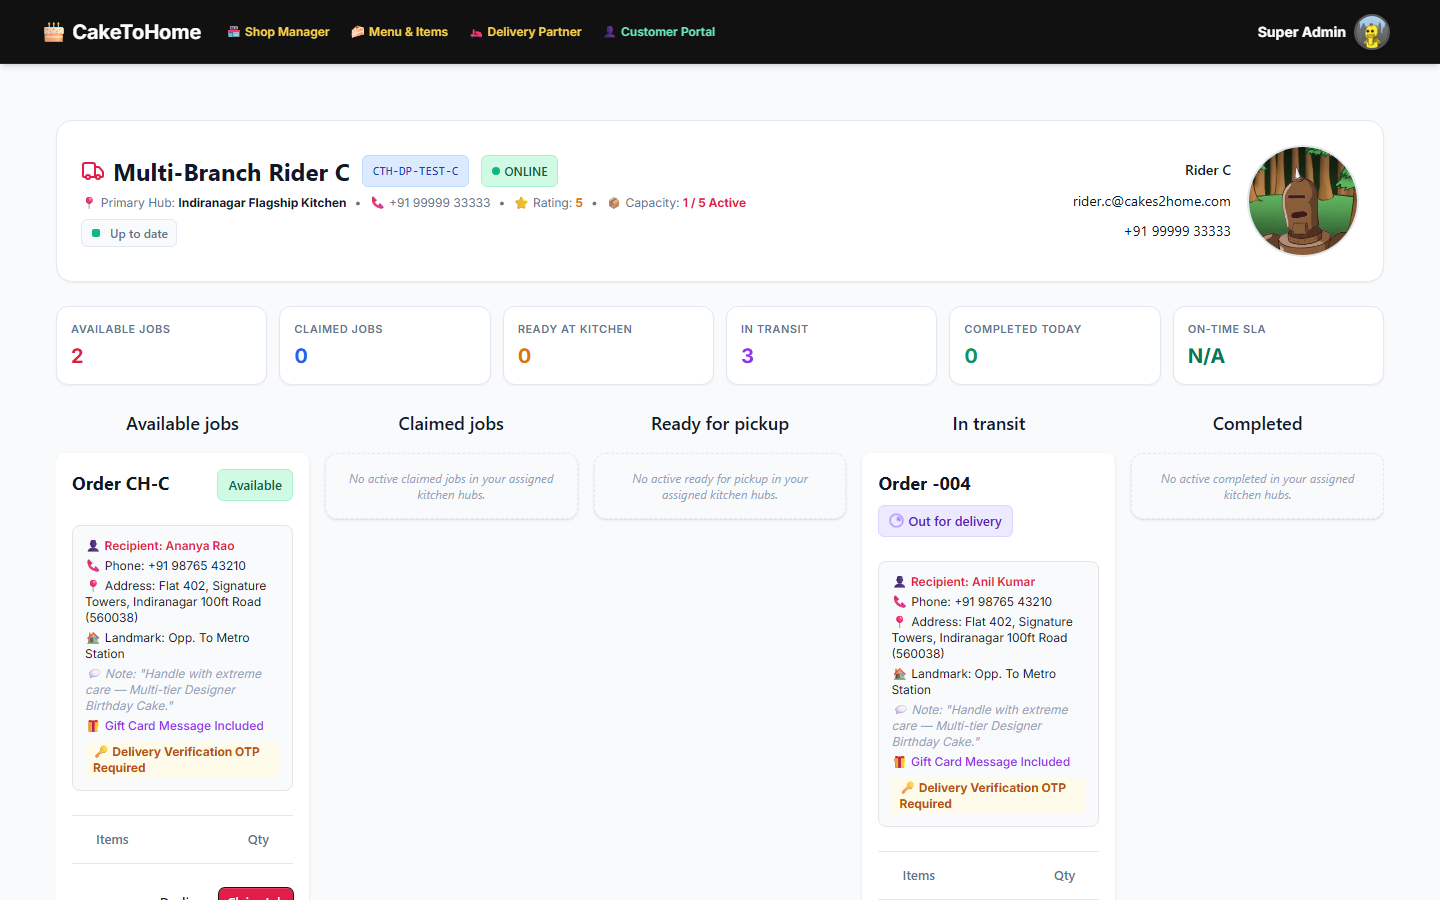 CakeToHome
Shop Manager
Menu & Items
Delivery Partner
Customer Portal
Super Admin
Multi-Branch Rider C
CTH-DP-TEST-C
ONLINE
Primary Hub: Indiranagar Flagship Kitchen • +91 99999 33333 • Rating: 5 • Capacity: 1 / 5 Active
Up to date
Rider C
rider.c@cakes2home.com
+91 99999 33333
AVAILABLE JOBS
2
CLAIMED JOBS
0
READY AT KITCHEN
0
IN TRANSIT
3
COMPLETED TODAY
0
ON-TIME SLA
N/A
Available jobs
Order CH-C
Available
Recipient: Ananya Rao
Phone: +91 98765 43210
Address: Flat 402, Signature
Towers, Indiranagar 100ft Road
(560038)
Landmark: Opp. To Metro
Station
Note: "Handle with extreme
care — Multi-tier Designer
Birthday Cake."
Gift Card Message Included
Delivery Verification OTP
Required
Items Qty
Claimed jobs
No active claimed jobs in your assigned
kitchen hubs.
Ready for pickup
No active ready for pickup in your
assigned kitchen hubs.
In transit
Order -004
Out for delivery
Recipient: Anil Kumar
Phone: +91 98765 43210
Address: Flat 402, Signature
Towers, Indiranagar 100ft Road
(560038)
Landmark: Opp. To Metro
Station
Note: "Handle with extreme
care — Multi-tier Designer
Birthday Cake."
Gift Card Message Included
Delivery Verification OTP
Required
Items Qty
Completed
No active completed in your assigned
kitchen hubs.